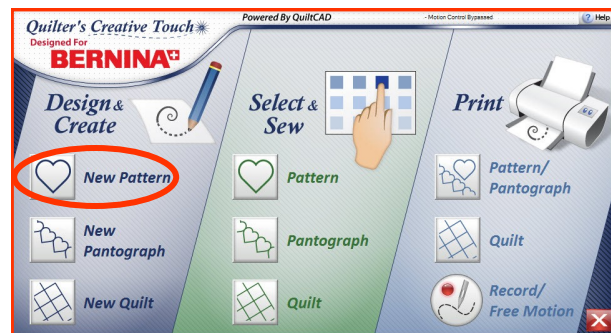 Quilter's Creative Touch
Powered By QuiltCAD
- Motion Control Bypassed
? Help
Designed For
BERNINA
Design &
Create
New Pattern
New
Pantograph
New Quilt
Select &
Sew
Pattern
Pantograph
Quilt
Print
Pattern/
Pantograph
Quilt
Record/
Free Motion